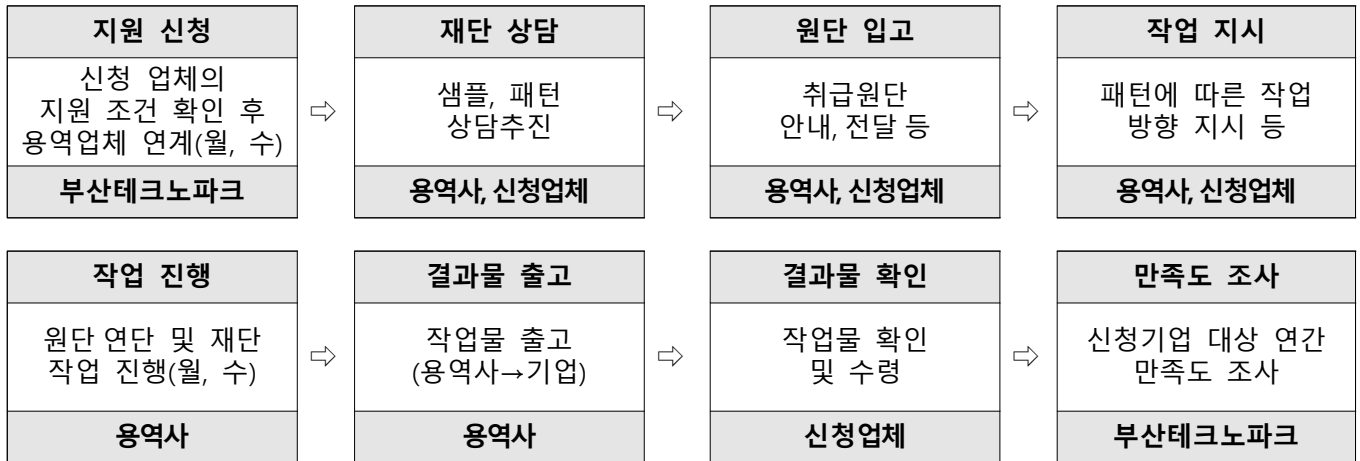 지원 신청
신청 업체의
지원 조건 확인 후
용역업체 연계(월, 수)
부산테크노파크
⇨
재단 상담
샘플, 패턴
상담추진
용역사, 신청업체
⇨
원단 입고
취급원단
안내, 전달 등
용역사, 신청업체
⇨
작업 지시
패턴에 따른 작업
방향 지시 등
용역사, 신청업체
작업 진행
원단 연단 및 재단
작업 진행(월, 수)
용역사
⇨
결과물 출고
작업물 출고
(용역사→기업)
용역사
⇨
결과물 확인
작업물 확인
및 수령
신청업체
⇨
만족도 조사
신청기업 대상 연간
만족도 조사
부산테크노파크